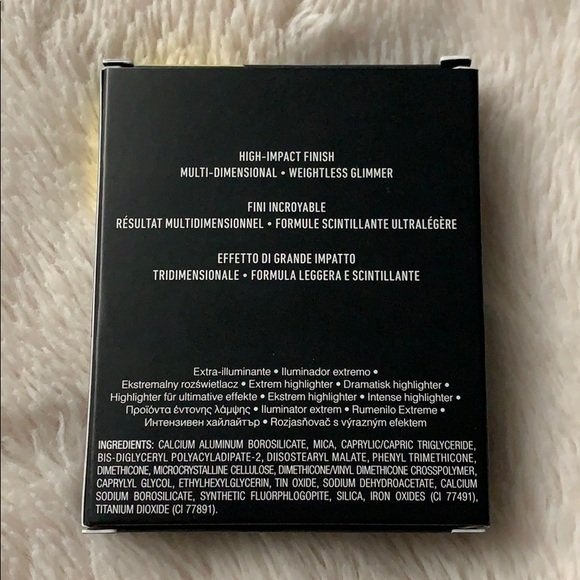 HIGH-IMPACT FINISH
MULTI-DIMENSIONAL • WEIGHTLESS GLIMMER
FINI INCROYABLE
RÉSULTAT MULTIDIMENSIONNEL • FORMULE SCINTILLANTE ULTRALÉGÈRE
EFFETTO DI GRANDE IMPATTO
TRIDIMENSIONALE • FORMULA LEGGERA E SCINTILLANTE
Extra-illuminante • Iluminador extremo •
Ekstremalny rozświetlacz • Extrem highlighter • Dramatisk highlighter •
Highlighter für ultimative effekte • Ekstrem highlighter • Intense highlighter •
Προϊόντα έντονης λάμψης • Iluminator extrem • Rumenilo Extreme •
Интензивен хайлайтър • Rozjasňovač s výrazným efektem
INGREDIENTS: CALCIUM ALUMINUM BOROSILICATE, MICA, CAPRYLIC/CAPRIC TRIGLYCERIDE,
BIS-DIGLYCERYL POLYACYLADIPATE-2, DIISOSTEARYL MALATE, PHENYL TRIMETHICONE,
DIMETHICONE, MICROCRYSTALLINE CELLULOSE, DIMETHICONE/VINYL DIMETHICONE CROSSPOLYMER,
CAPRYLYL GLYCOL, ETHYLHEXYLGLYCERIN, TIN OXIDE, SODIUM DEHYDROACETATE, CALCIUM
SODIUM BOROSILICATE, SYNTHETIC FLUORPHLOGOPITE, SILICA, IRON OXIDES (CI 77491),
TITANIUM DIOXIDE (CI 77891).